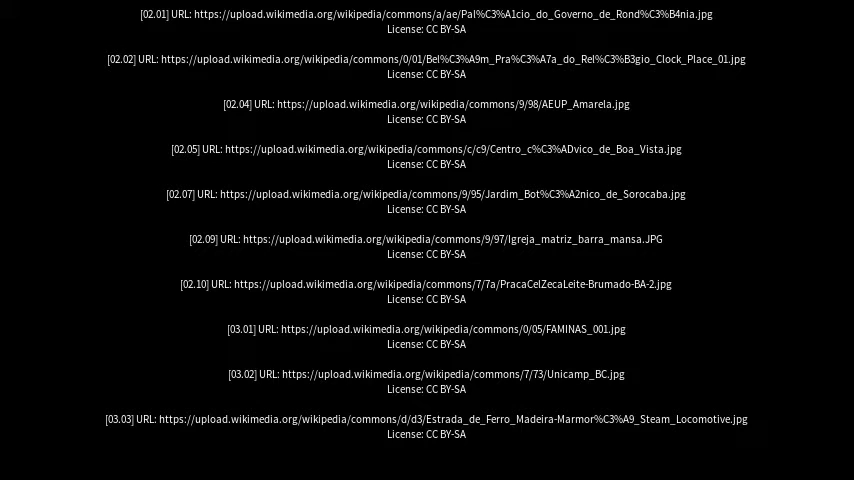 [02.01] URL: https://upload.wikimedia.org/wikipedia/commons/a/ae/Pal%C3%A1cio_do_Governo_de_Rond%C3%B4nia.jpg
License: CC BY-SA
[02.02] URL: https://upload.wikimedia.org/wikipedia/commons/0/01/Bel%C3%A9m_Pra%C3%A7a_do_Rel%C3%B3gio_Clock_Place_01.jpg
License: CC BY-SA
[02.04] URL: https://upload.wikimedia.org/wikipedia/commons/9/98/AEUP_Amarela.jpg
License: CC BY-SA
[02.05] URL: https://upload.wikimedia.org/wikipedia/commons/c/c9/Centro_c%C3%ADvico_de_Boa_Vista.jpg
License: CC BY-SA
[02.07] URL: https://upload.wikimedia.org/wikipedia/commons/9/95/Jardim_Bot%C3%A2nico_de_Sorocaba.jpg
License: CC BY-SA
[02.09] URL: https://upload.wikimedia.org/wikipedia/commons/9/97/Igreja_matriz_barra_mansa.JPG
License: CC BY-SA
[02.10] URL: https://upload.wikimedia.org/wikipedia/commons/7/7a/PracaCelZecaLeite-Brumado-BA-2.jpg
License: CC BY-SA
[03.01] URL: https://upload.wikimedia.org/wikipedia/commons/0/05/FAMINAS_001.jpg
License: CC BY-SA
[03.02] URL: https://upload.wikimedia.org/wikipedia/commons/7/73/Unicamp_BC.jpg
License: CC BY-SA
[03.03] URL: https://upload.wikimedia.org/wikipedia/commons/d/d3/Estrada_de_Ferro_Madeira-Marmor%C3%A9_Steam_Locomotive.jpg
License: CC BY-SA